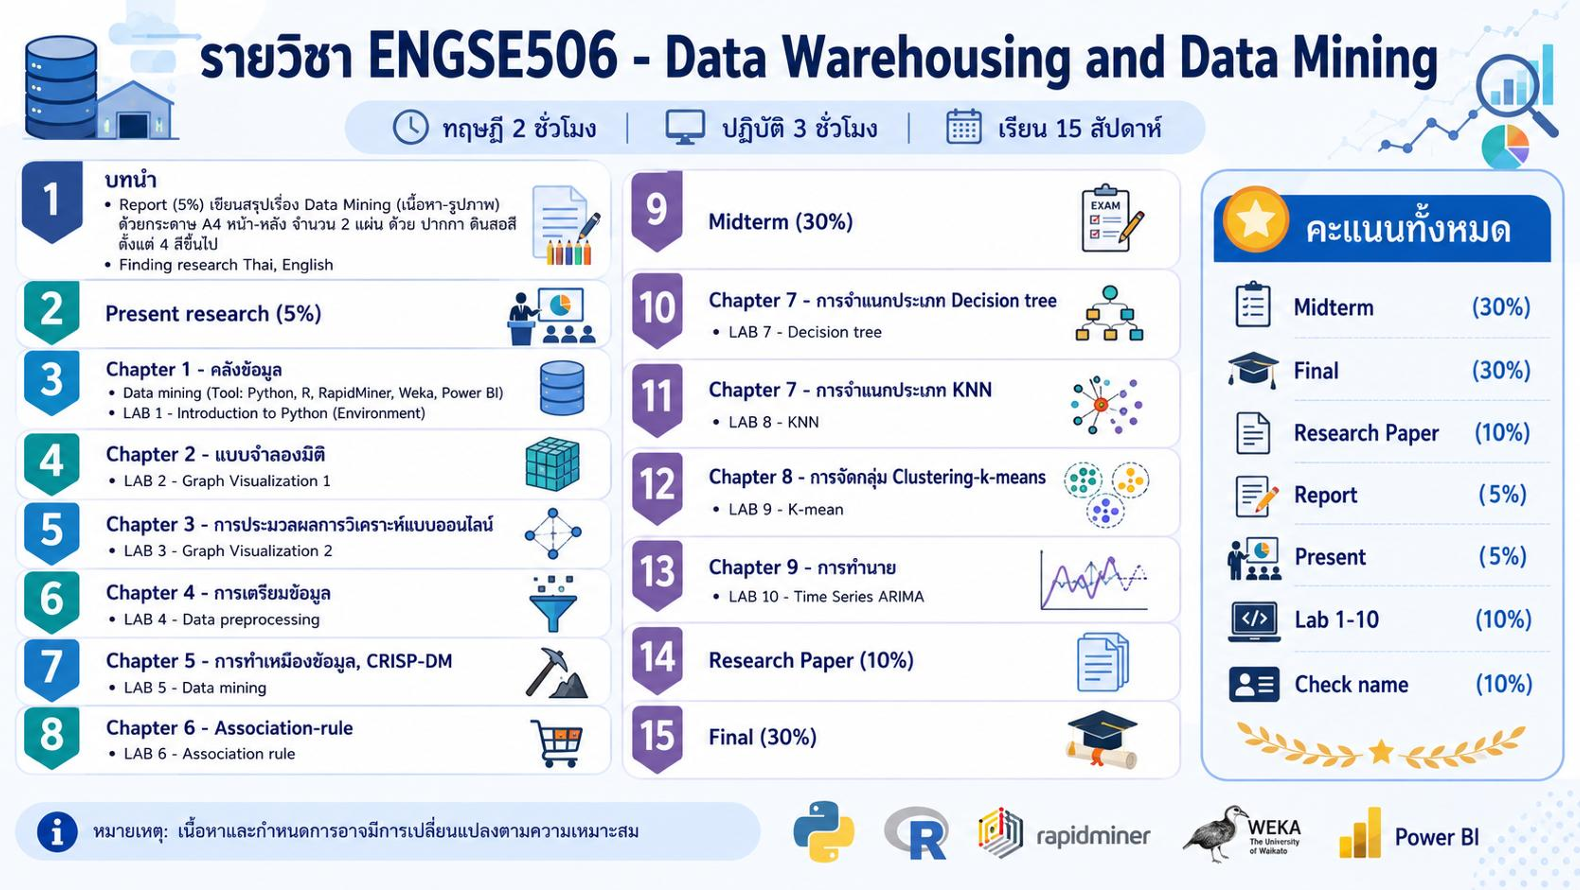 รายวิชา ENGSE506 - Data Warehousing and Data Mining
ทฤษฎี 2 ชั่วโมง
ปฏิบัติ 3 ชั่วโมง
เรียน 15 สัปดาห์
1
บทนำ
• Report (5%) เขียนสรุปเรื่อง Data Mining (เนื้อหา-รูปภาพ)
ด้วยกระดาษ A4 หน้า-หลัง จำนวน 2 แผ่น ด้วย ปากกา ดินสอสี
ตั้งแต่ 4 สีขึ้นไป
• Finding research Thai, English
2
Present research (5%)
3
Chapter 1 - คลังข้อมูล
• Data mining (Tool: Python, R, RapidMiner, Weka, Power BI)
• LAB 1 - Introduction to Python (Environment)
4
Chapter 2 - แบบจำลองมิติ
• LAB 2 - Graph Visualization 1
5
Chapter 3 - การประมวลผลการวิเคราะห์แบบออนไลน์
• LAB 3 - Graph Visualization 2
6
Chapter 4 - การเตรียมข้อมูล
• LAB 4 - Data preprocessing
7
Chapter 5 - การทำเหมืองข้อมูล, CRISP-DM
• LAB 5 - Data mining
8
Chapter 6 - Association-rule
• LAB 6 - Association rule
9
Midterm (30%)
EXAM
10
Chapter 7 - การจำแนกประเภท Decision tree
• LAB 7 - Decision tree
11
Chapter 7 - การจำแนกประเภท KNN
• LAB 8 - KNN
12
Chapter 8 - การจัดกลุ่ม Clustering-k-means
• LAB 9 - K-mean
13
Chapter 9 - การทำนาย
• LAB 10 - Time Series ARIMA
14
Research Paper (10%)
15
Final (30%)
คะแนนทั้งหมด
Midterm (30%)
Final (30%)
Research Paper (10%)
Report (5%)
Present (5%)
</> Lab 1-10 (10%)
Check name (10%)
หมายเหตุ: เนื้อหาและกำหนดการอาจมีการเปลี่ยนแปลงตามความเหมาะสม
R
rapidminer
WEKA
The University
of Waikato
Power BI